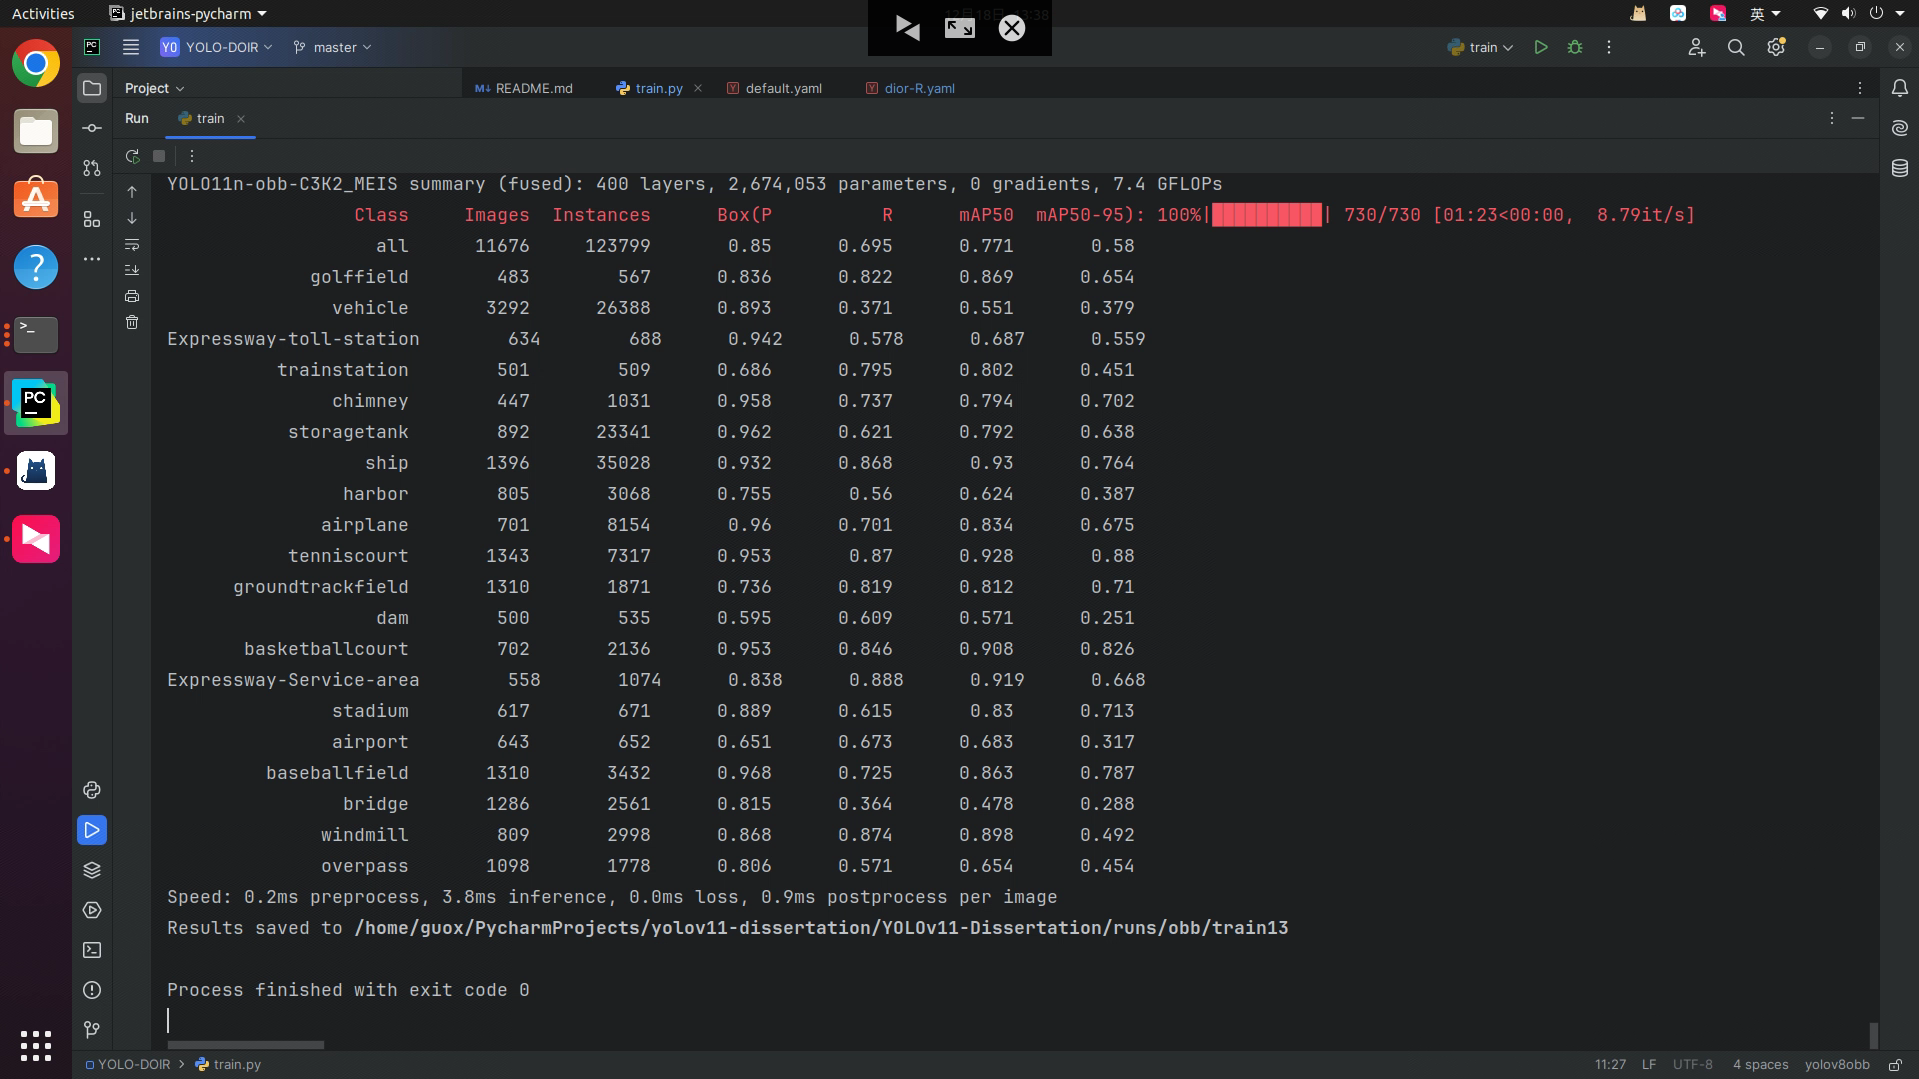 Activities jetbrains-pycharm 12月18日 13:38 英
PC YO YOLO-DOIR master train
Project README.md train.py default.yaml dior-R.yaml
Run train
YOLO11n-obb-C3K2_MEIS summary (fused): 400 layers, 2,674,053 parameters, 0 gradients, 7.4 GFLOPs
Class Images Instances Box(P R mAP50 mAP50-95): 100%|██████████| 730/730 [01:23<00:00, 8.79it/s]
all 11676 123799 0.85 0.695 0.771 0.58
golffield 483 567 0.836 0.822 0.869 0.654
vehicle 3292 26388 0.893 0.371 0.551 0.379
Expressway-toll-station 634 688 0.942 0.578 0.687 0.559
trainstation 501 509 0.686 0.795 0.802 0.451
chimney 447 1031 0.958 0.737 0.794 0.702
storagetank 892 23341 0.962 0.621 0.792 0.638
ship 1396 35028 0.932 0.868 0.93 0.764
harbor 805 3068 0.755 0.56 0.624 0.387
airplane 701 8154 0.96 0.701 0.834 0.675
tenniscourt 1343 7317 0.953 0.87 0.928 0.88
groundtrackfield 1310 1871 0.736 0.819 0.812 0.71
dam 500 535 0.595 0.609 0.571 0.251
basketballcourt 702 2136 0.953 0.846 0.908 0.826
Expressway-Service-area 558 1074 0.838 0.888 0.919 0.668
stadium 617 671 0.889 0.615 0.83 0.713
airport 643 652 0.651 0.673 0.683 0.317
baseballfield 1310 3432 0.968 0.725 0.863 0.787
bridge 1286 2561 0.815 0.364 0.478 0.288
windmill 809 2998 0.868 0.874 0.898 0.492
overpass 1098 1778 0.806 0.571 0.654 0.454
Speed: 0.2ms preprocess, 3.8ms inference, 0.0ms loss, 0.9ms postprocess per image
Results saved to /home/guox/PycharmProjects/yolov11-dissertation/YOLOv11-Dissertation/runs/obb/train13
Process finished with exit code 0
YOLO-DOIR > train.py 11:27 LF UTF-8 4 spaces yolov8obb